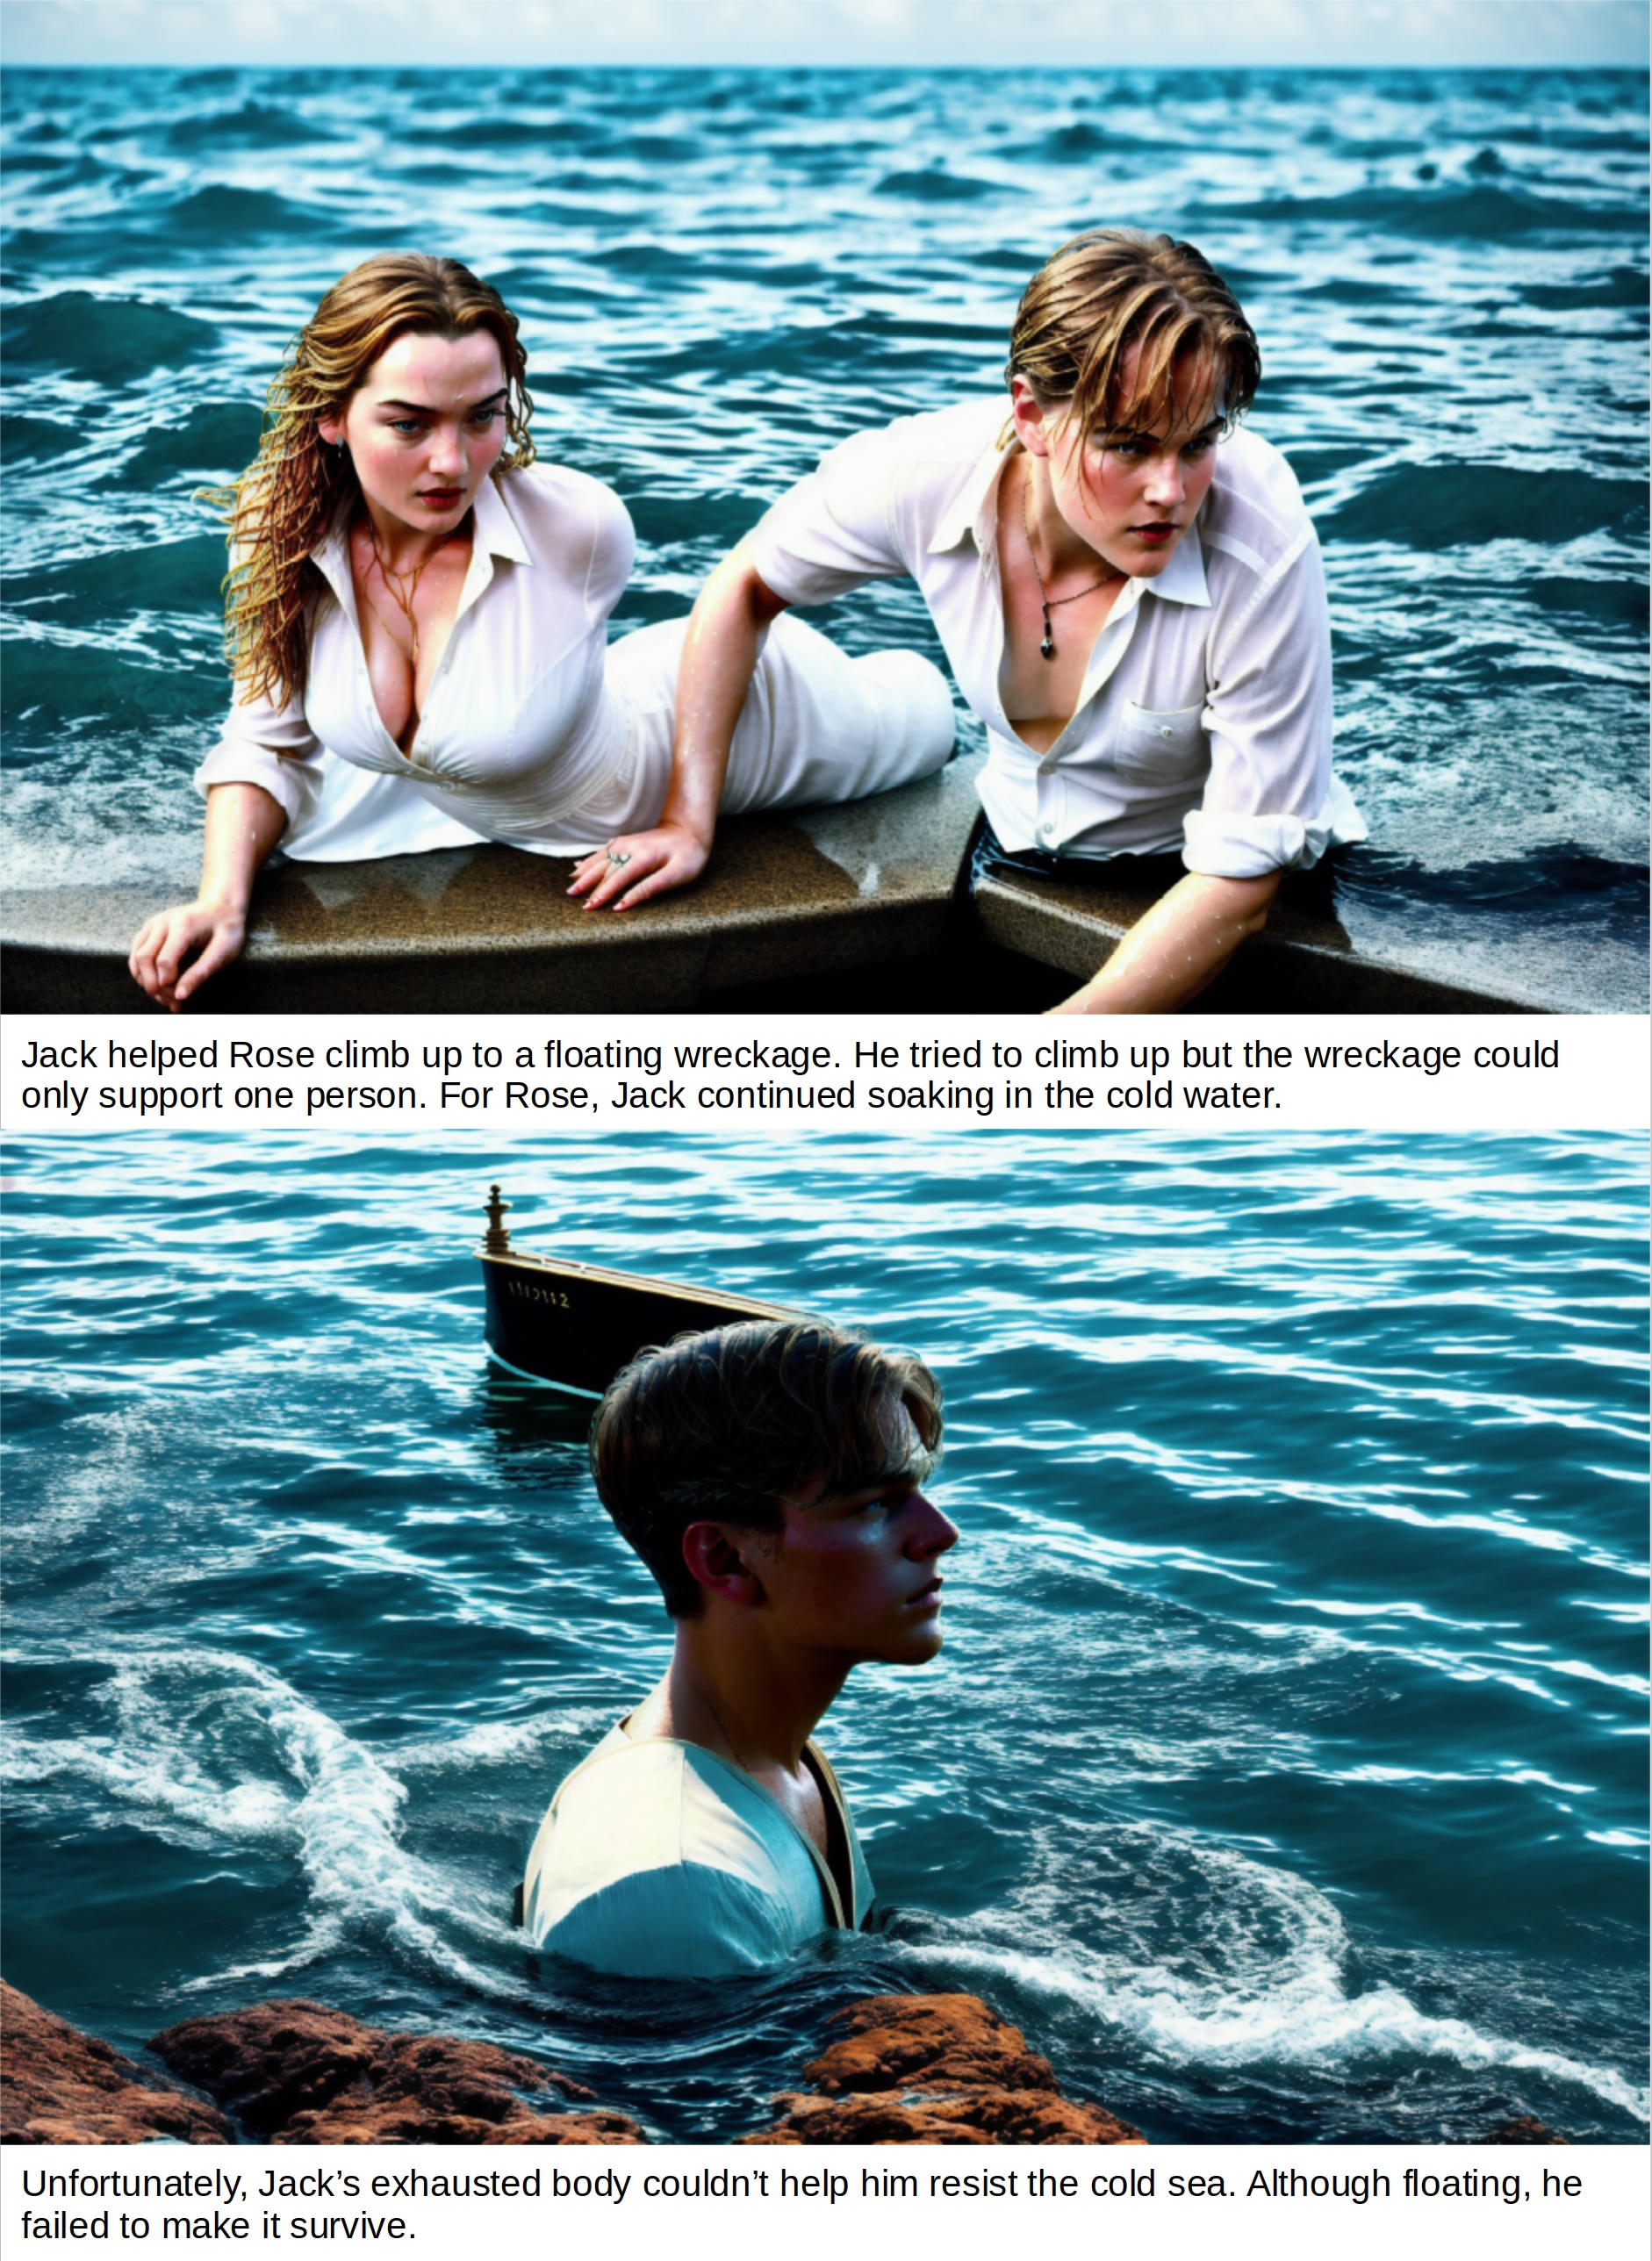 Jack helped Rose climb up to a floating wreckage. He tried to climb up but the wreckage could
only support one person. For Rose, Jack continued soaking in the cold water.
Unfortunately, Jack’s exhausted body couldn’t help him resist the cold sea. Although floating, he
failed to make it survive.